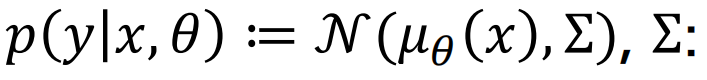 p(y|x, θ) ≔ 𝒩(μ_θ(x), Σ), Σ: